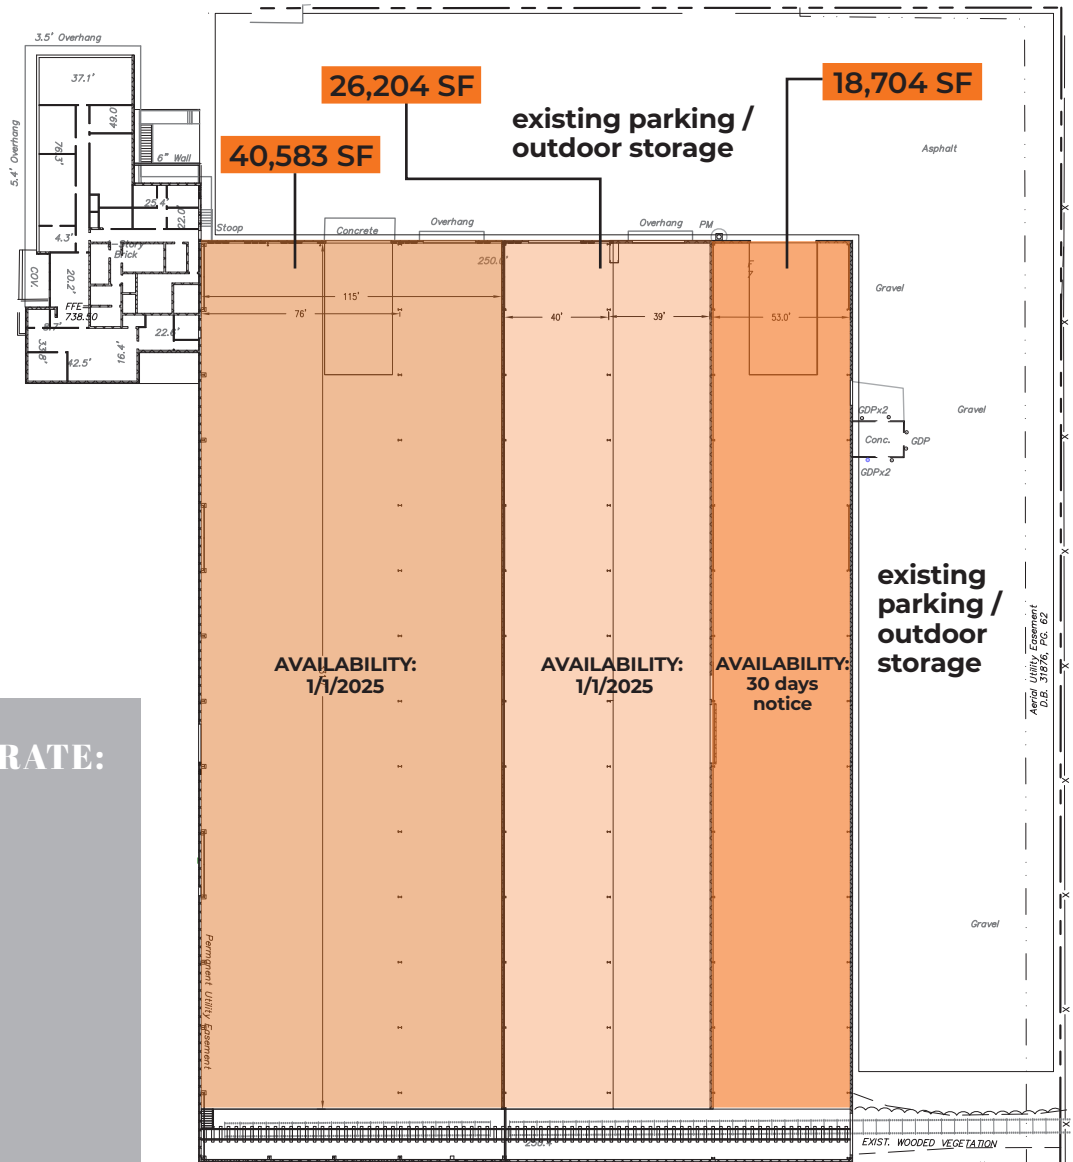 3.5' Overhang
37.1'
49.0
76.3'
5.4' Overhang
6" Wall
25.4'
22.0'
4.3'
-Story
Brick
COV.
20.2'
FFE
738.50
22.6'
33.8'
42.5'
16.4'
26,204 SF
18,704 SF
40,583 SF
existing parking /
outdoor storage
Asphalt
Stoop
Concrete
Overhang
Overhang
PM
Gravel
115'
76'
40'
39'
53.0'
Gravel
GDPx2
Conc.
GDP
GDPx2
existing
parking /
outdoor
storage
Aerial Utility Easement
D.B. 31876, PG. 62
AVAILABILITY:
1/1/2025
AVAILABILITY:
1/1/2025
AVAILABILITY:
30 days
notice
RATE:
Gravel
Permanent Utility Easement
EXIST. WOODED VEGETATION